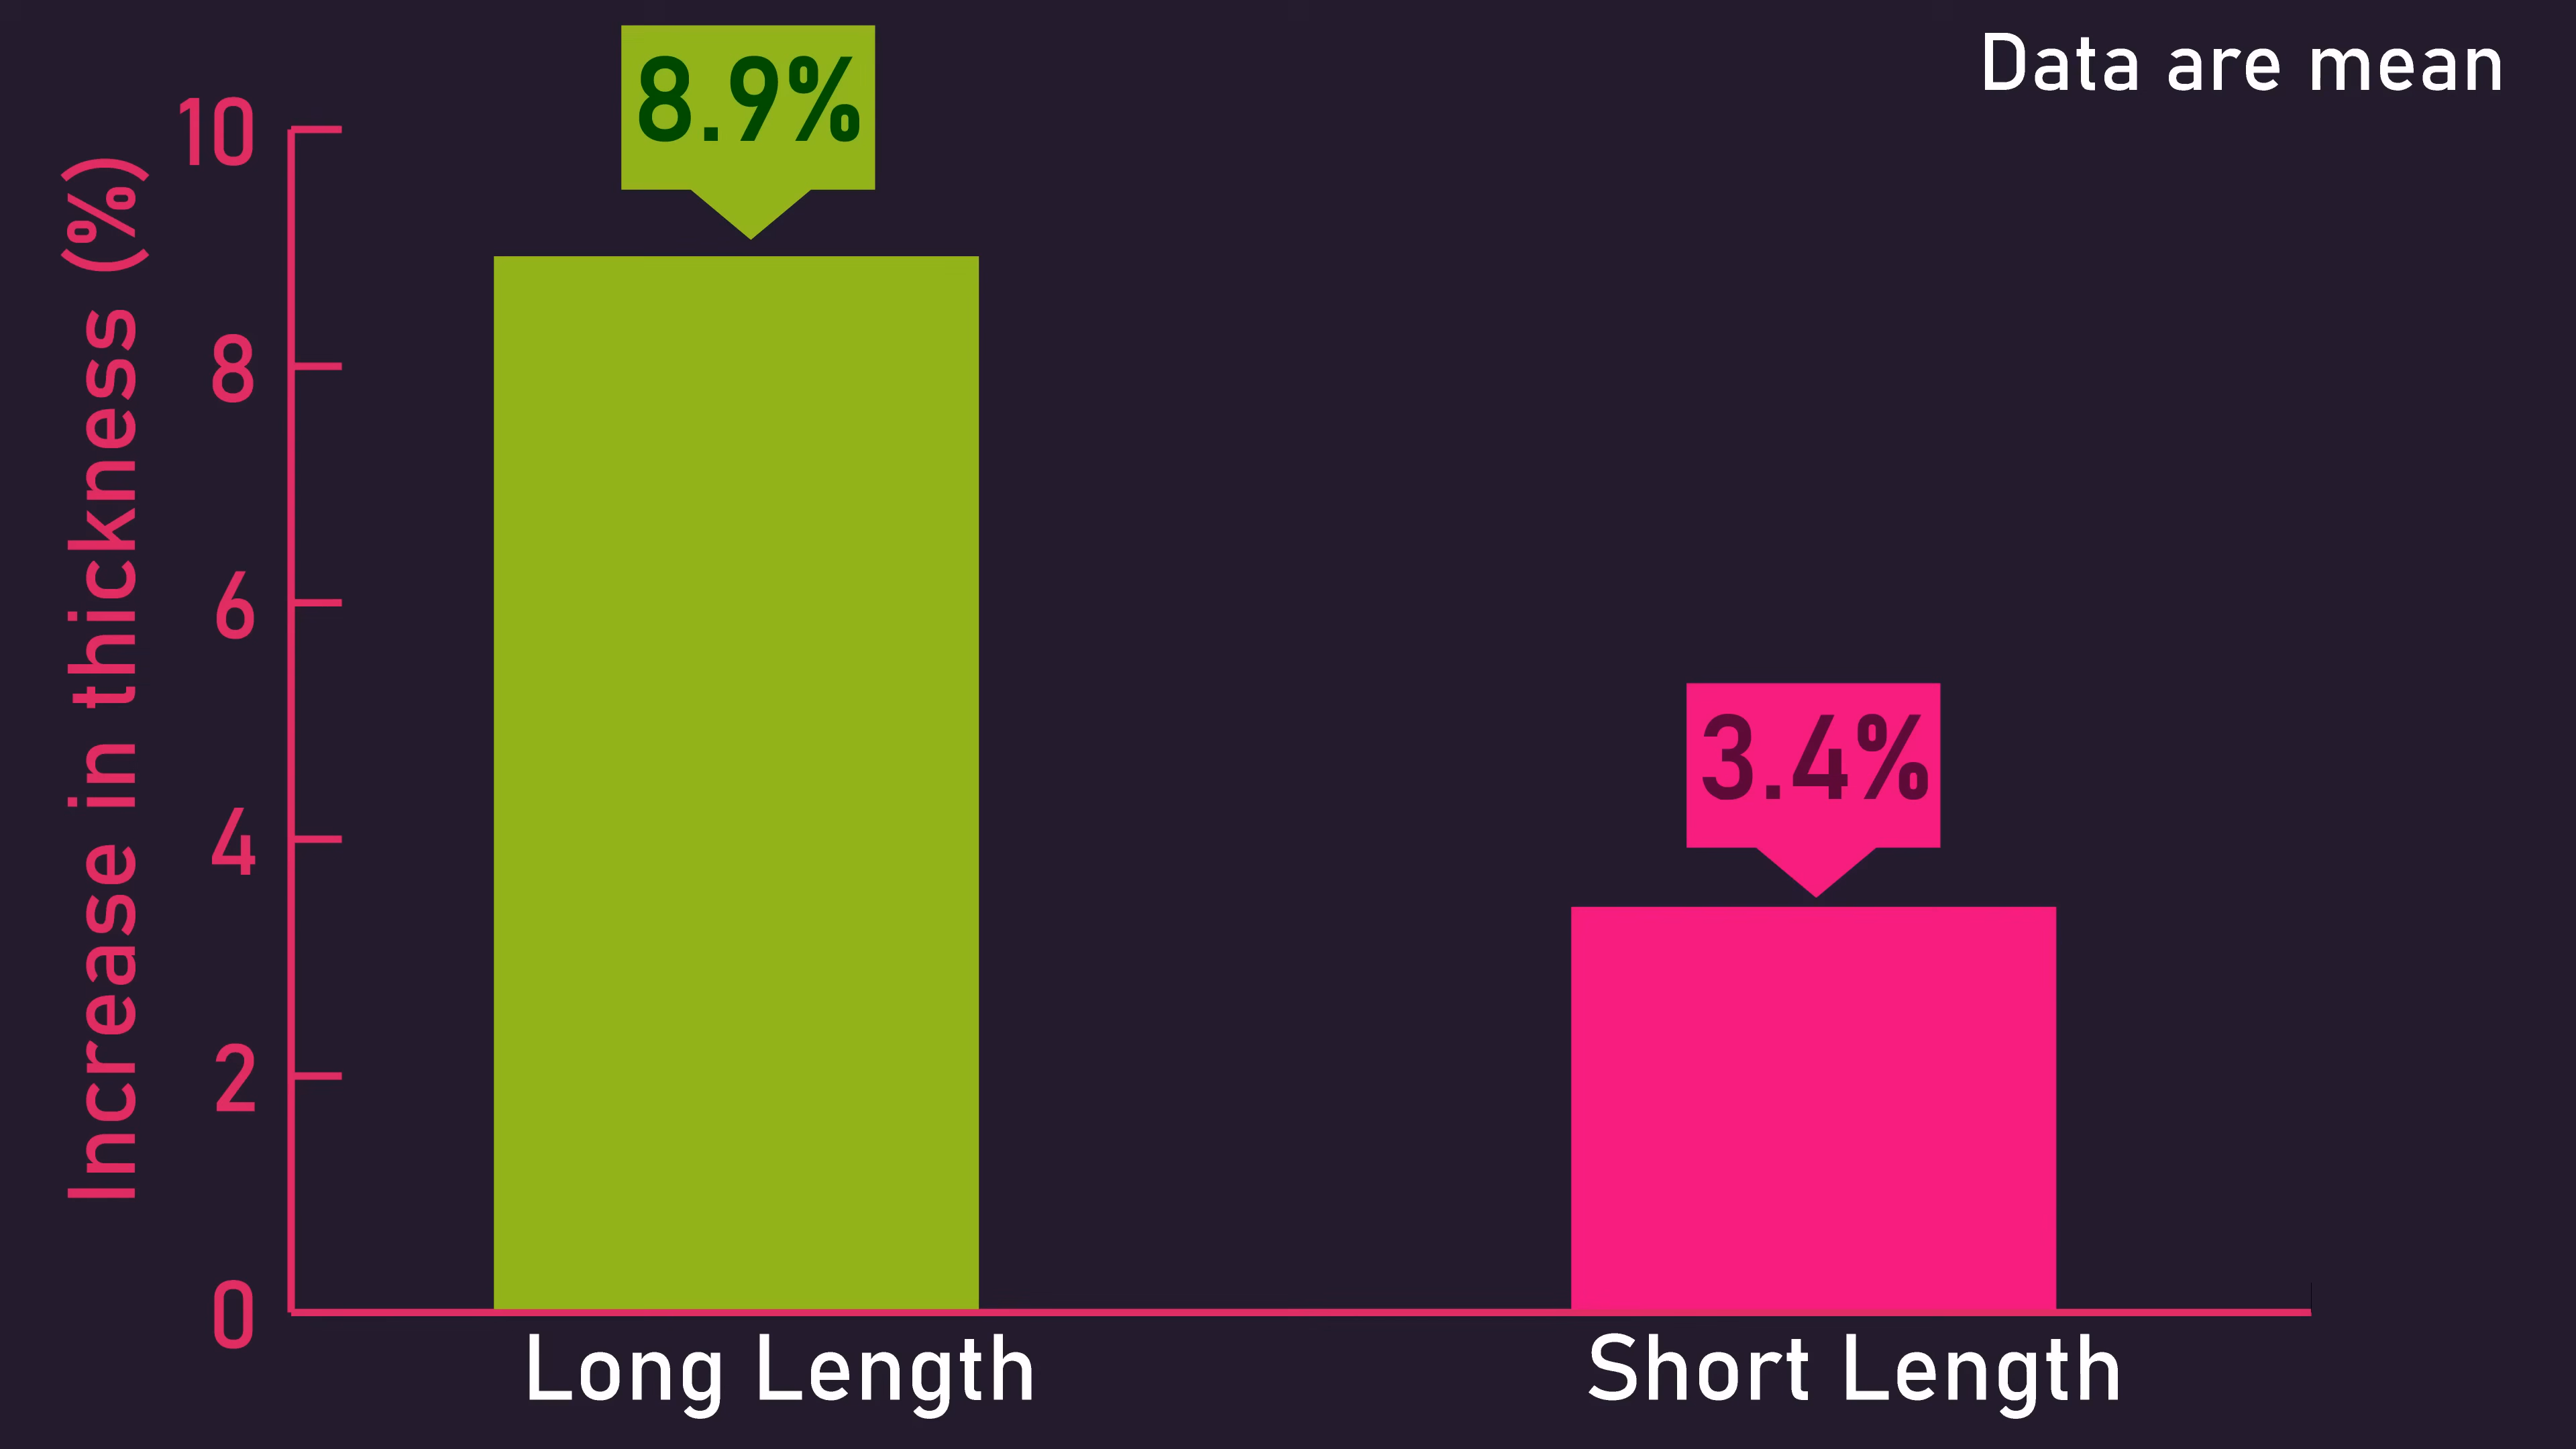 Data are mean
Increase in thickness (%)
10
8
6
4
2
0
8.9%
3.4%
Long Length
Short Length